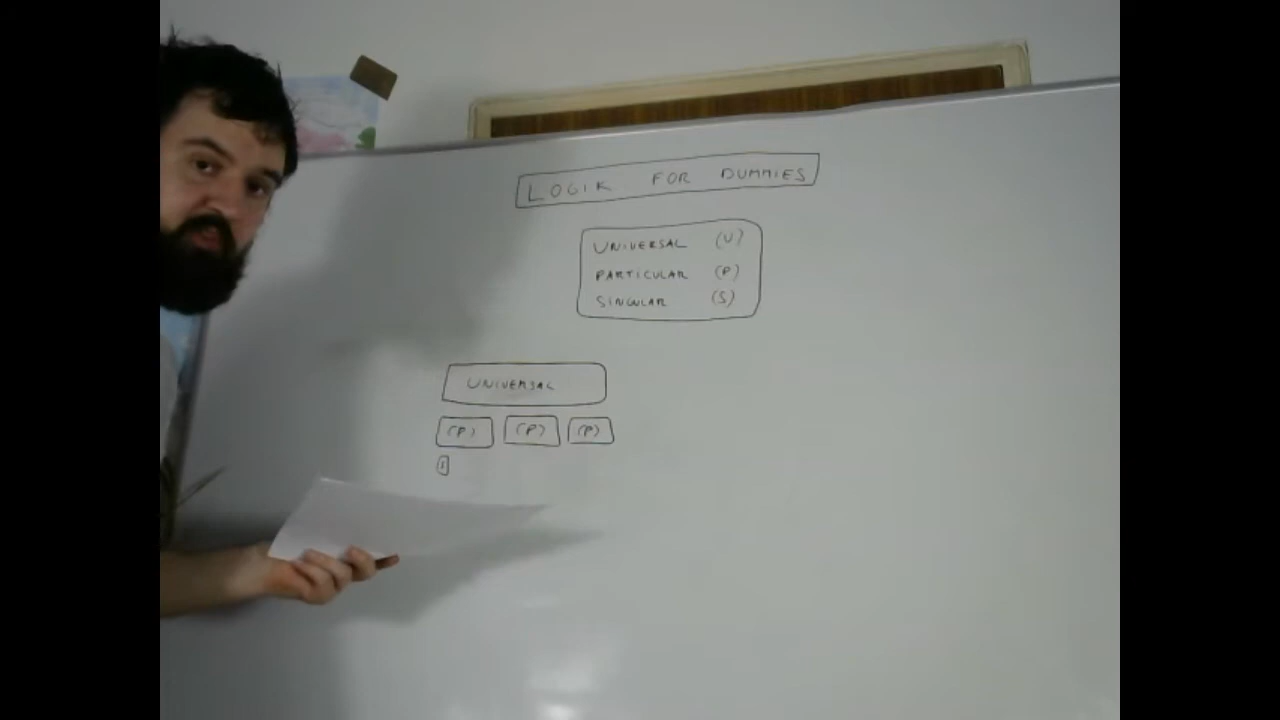 LOGIK FOR DUMMIES
UNIVERSAL (U)
PARTICULAR (P)
SINGULAR (S)
UNIVERSAL
(P) (P) (P)